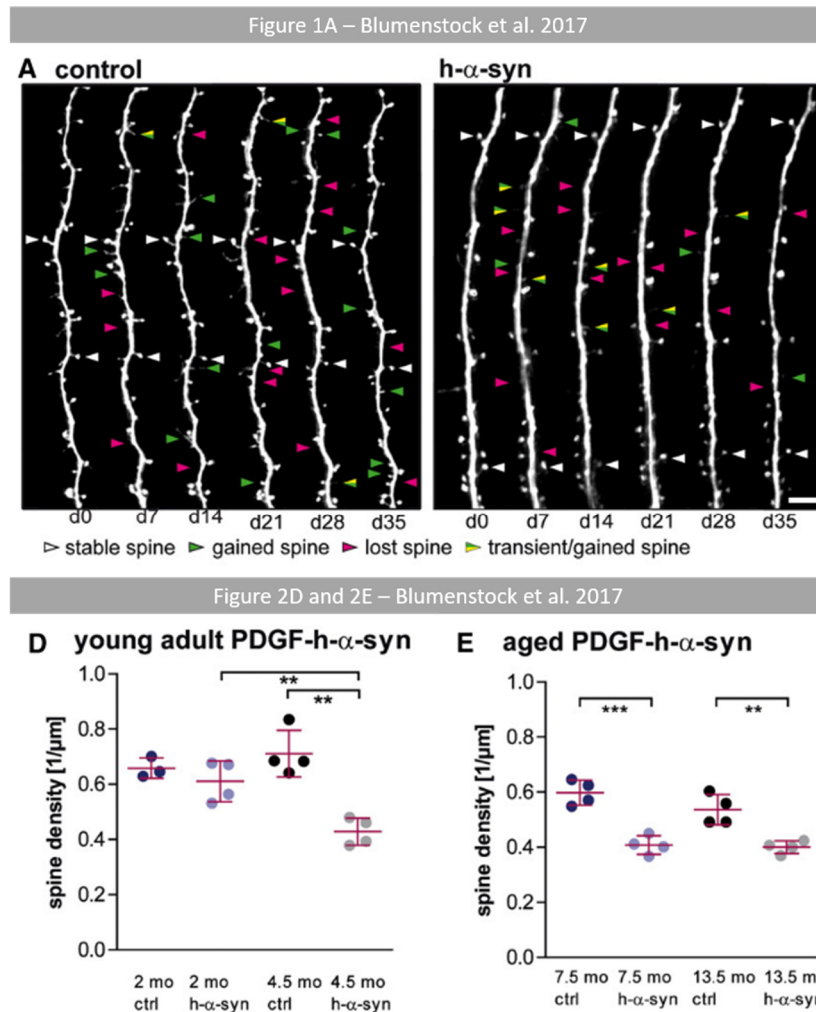 Figure 1A – Blumenstock et al. 2017
A control
h-α-syn
d0 d7 d14 d21 d28 d35
d0 d7 d14 d21 d28 d35
stable spine gained spine lost spine transient/gained spine
Figure 2D and 2E – Blumenstock et al. 2017
D young adult PDGF-h-α-syn
spine density [1/µm]
1.0
0.8
0.6
0.4
0.2
0.0
**
**
2 mo ctrl
2 mo h-α-syn
4.5 mo ctrl
4.5 mo h-α-syn
E aged PDGF-h-α-syn
spine density [1/µm]
1.0
0.8
0.6
0.4
0.2
0.0
***
**
7.5 mo ctrl
7.5 mo h-α-syn
13.5 mo ctrl
13.5 m
h-α-syn